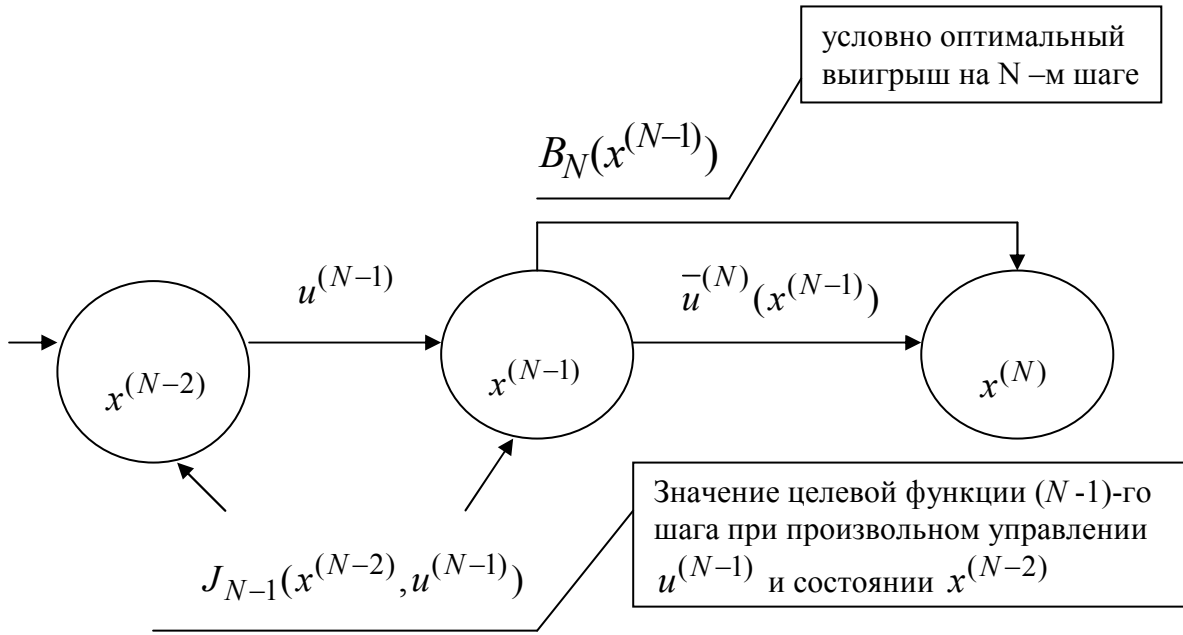 условно оптимальный
выигрыш на N –м шаге
B_N(x^{(N−1)})
u^{(N−1)}
\overline{u}^{(N)}(x^{(N−1)})
x^{(N−2)}
x^{(N−1)}
x^{(N)}
J_{N−1}(x^{(N−2)},u^{(N−1)})
Значение целевой функции (N -1)-го
шага при произвольном управлении
u^{(N−1)} и состоянии x^{(N−2)}